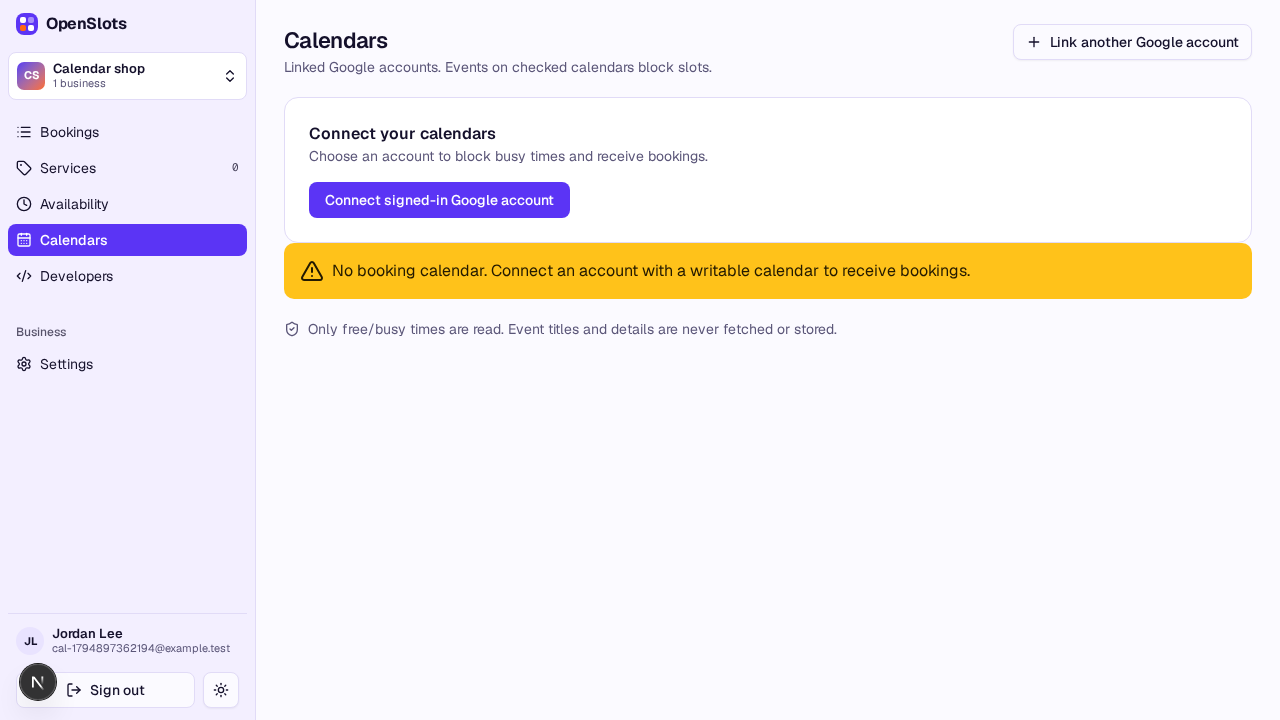 OpenSlots
CS
Calendar shop
1 business
Bookings
Services
0
Availability
Calendars
Developers
Business
Settings
JL
Jordan Lee
cal-1794897362194@example.test
N
Sign out
Calendars
Linked Google accounts. Events on checked calendars block slots.
Link another Google account
Connect your calendars
Choose an account to block busy times and receive bookings.
Connect signed-in Google account
No booking calendar. Connect an account with a writable calendar to receive bookings.
Only free/busy times are read. Event titles and details are never fetched or stored.